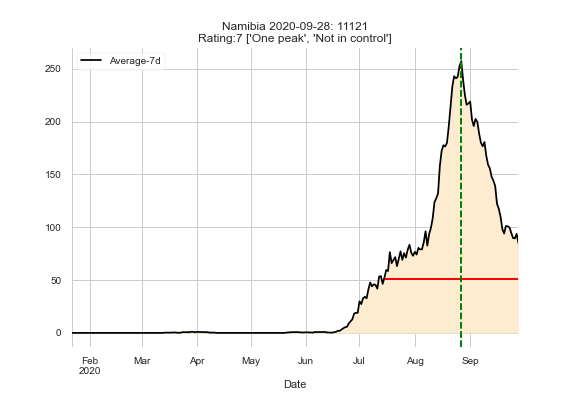 Namibia 2020-09-28: 11121
Rating:7 ['One peak', 'Not in control']
Average-7d
250
200
150
100
50
0
Feb Mar Apr May Jun Jul Aug Sep
2020
Date